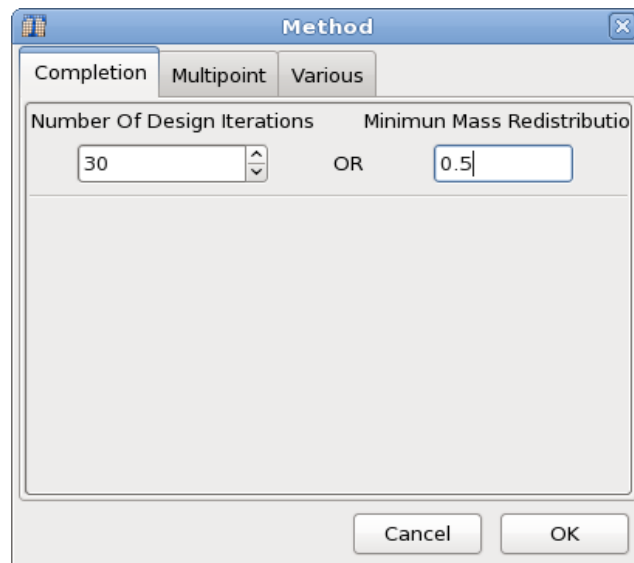 Method
Completion Multipoint Various
Number Of Design Iterations Minimun Mass Redistributio
30 OR 0.5
Cancel OK